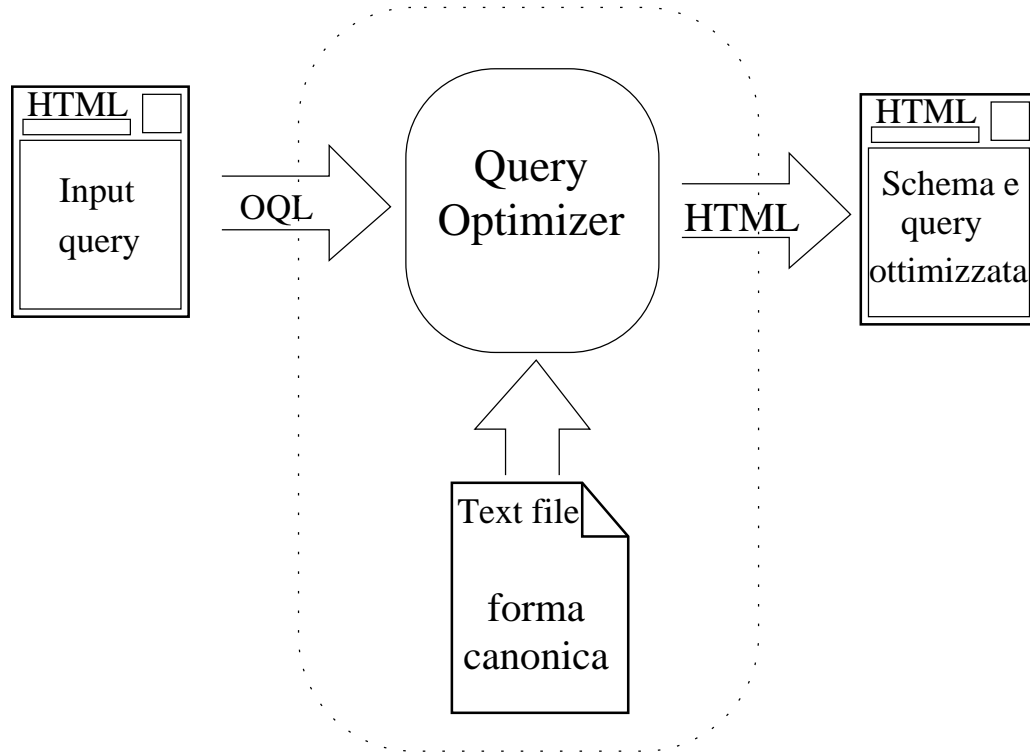 HTML
Input
query
OQL
Query
Optimizer
HTML
HTML
Schema e
query
ottimizzata
Text file
forma
canonica